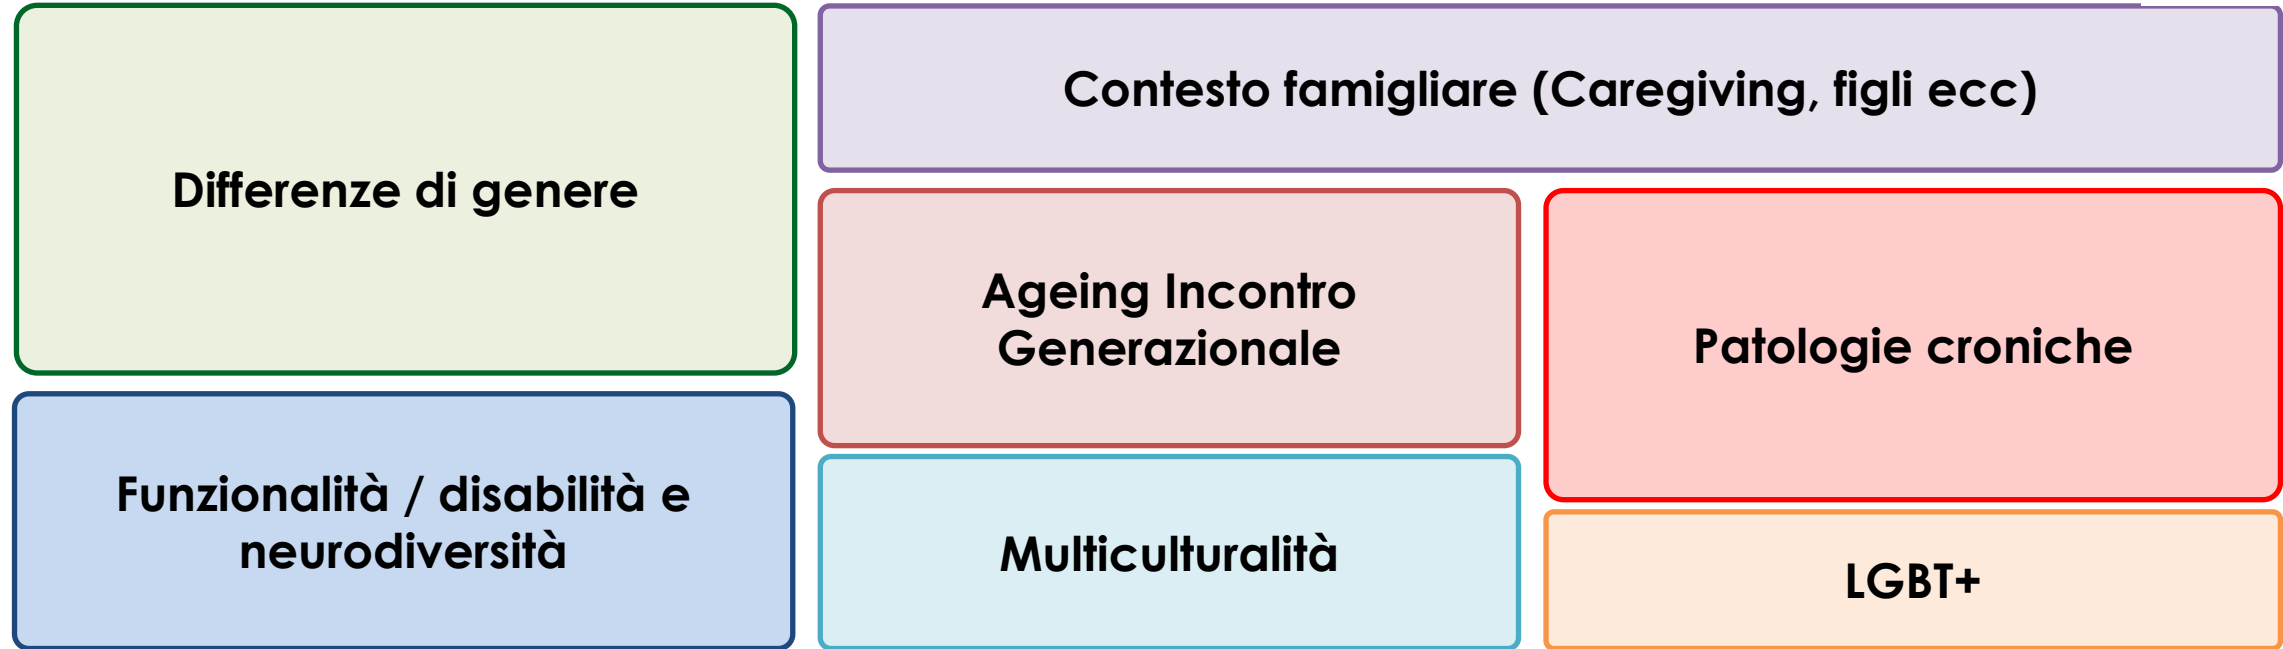 Differenze di genere
Contesto famigliare (Caregiving, figli ecc)
Ageing Incontro
Generazionale
Patologie croniche
Funzionalità / disabilità e
neurodiversità
Multiculturalità
LGBT+